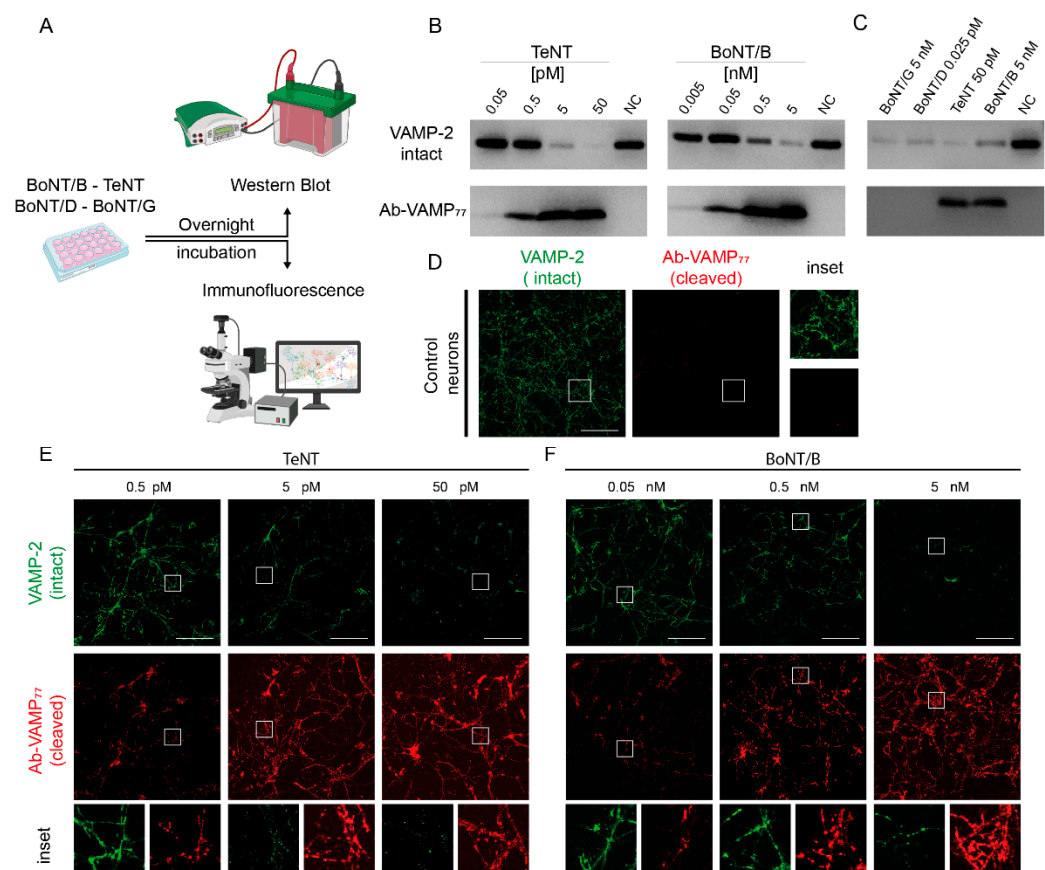 A
BoNT/B - TeNT
BoNT/D - BoNT/G
Overnight
incubation
Western Blot
Immunofluorescence
B
TeNT
[pM]
0.05 0.5 5 50 NC
BoNT/B
[nM]
0.005 0.05 0.5 5 NC
VAMP-2
intact
Ab-VAMP₇₇
C
BoNT/G 5 nM
BoNT/D 0.025 pM
TeNT 50 pM
BoNT/B 5 nM
NC
D
VAMP-2
( intact)
Ab-VAMP₇₇
(cleaved)
inset
Control
neurons
E
TeNT
0.5 pM 5 pM 50 pM
VAMP-2
(intact)
Ab-VAMP₇₇
(cleaved)
inset
F
BoNT/B
0.05 nM 0.5 nM 5 nM